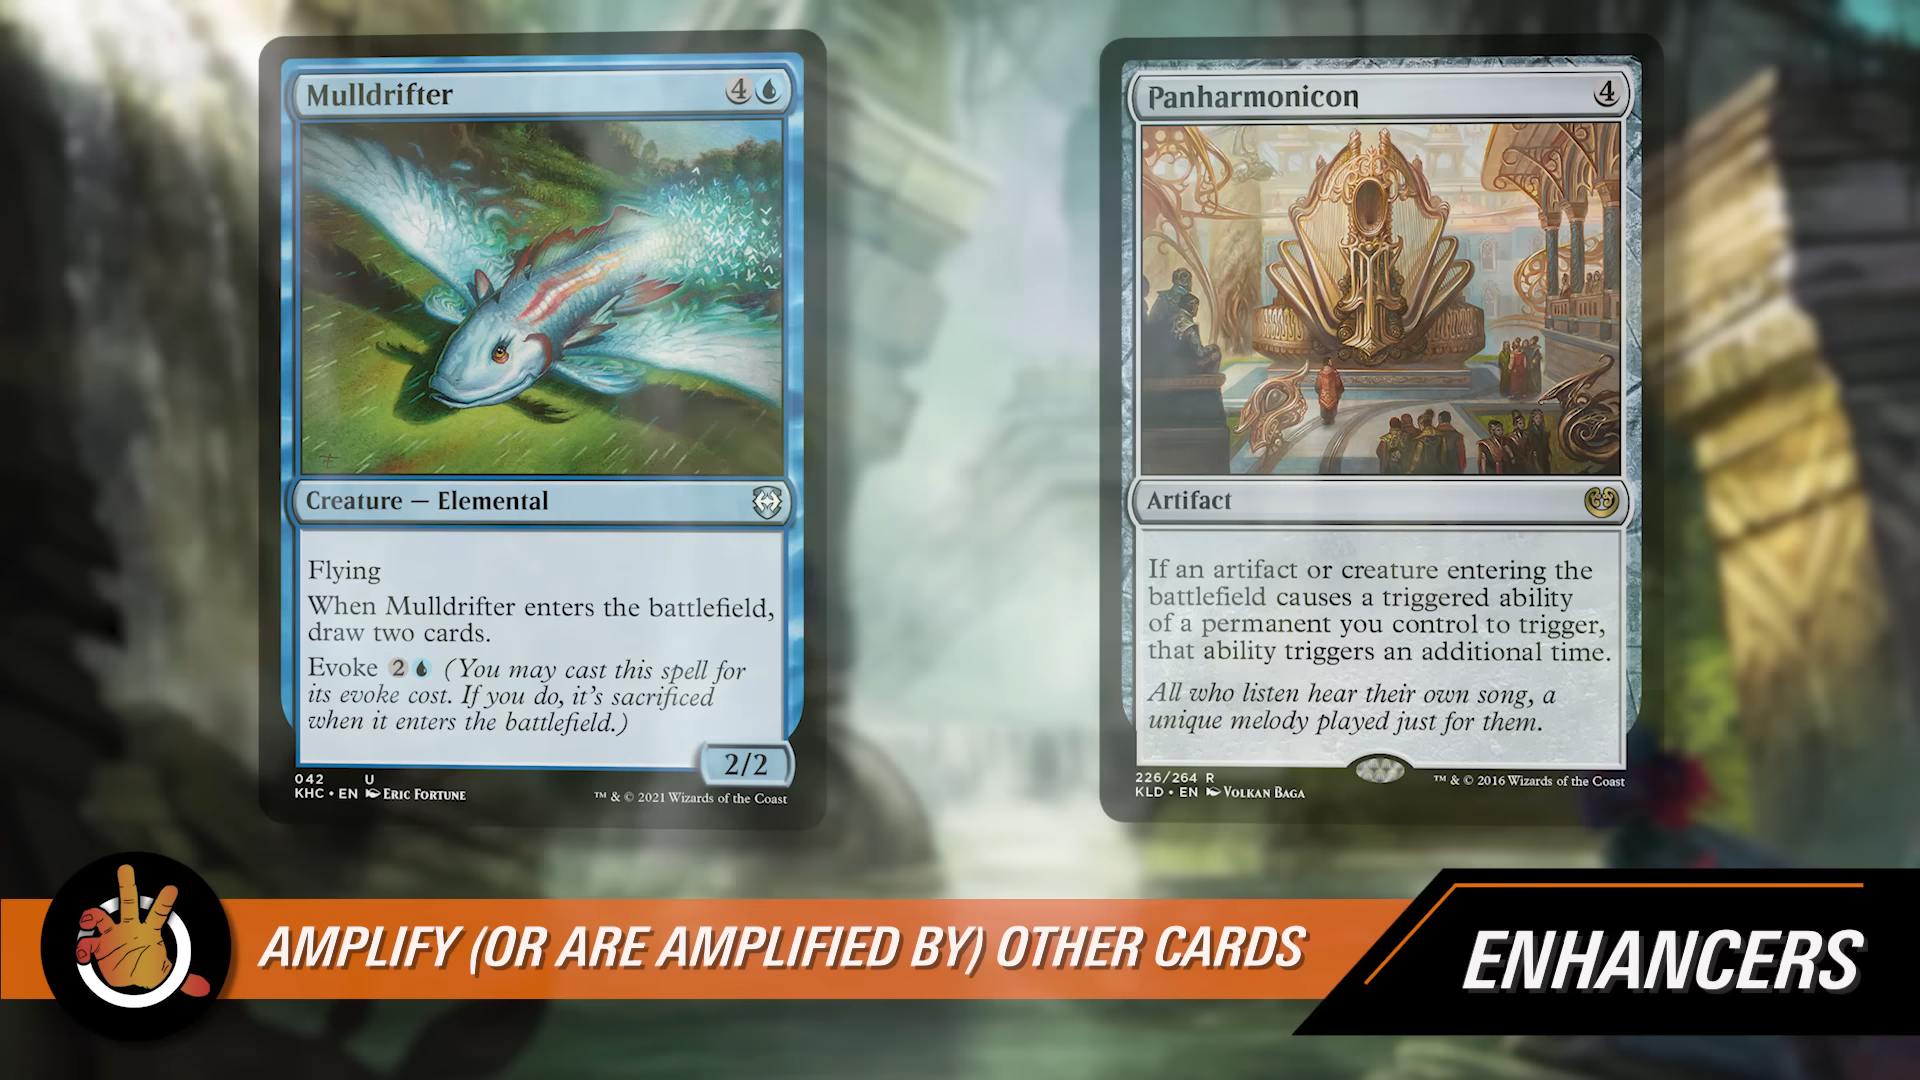 Mulldrifter
4
Creature — Elemental
Flying
When Mulldrifter enters the battlefield,
draw two cards.
Evoke 2 (You may cast this spell for
its evoke cost. If you do, it's sacrificed
when it enters the battlefield.)
2/2
042 U
KHC • EN Eric Fortune
™ & © 2021 Wizards of the Coast
Panharmonicon
4
Artifact
If an artifact or creature entering the
battlefield causes a triggered ability
of a permanent you control to trigger,
that ability triggers an additional time.
All who listen hear their own song, a
unique melody played just for them.
226/264 R
KLD • EN Volkan Baga
™ & © 2016 Wizards of the Coast
AMPLIFY (OR ARE AMPLIFIED BY) OTHER CARDS
ENHANCERS